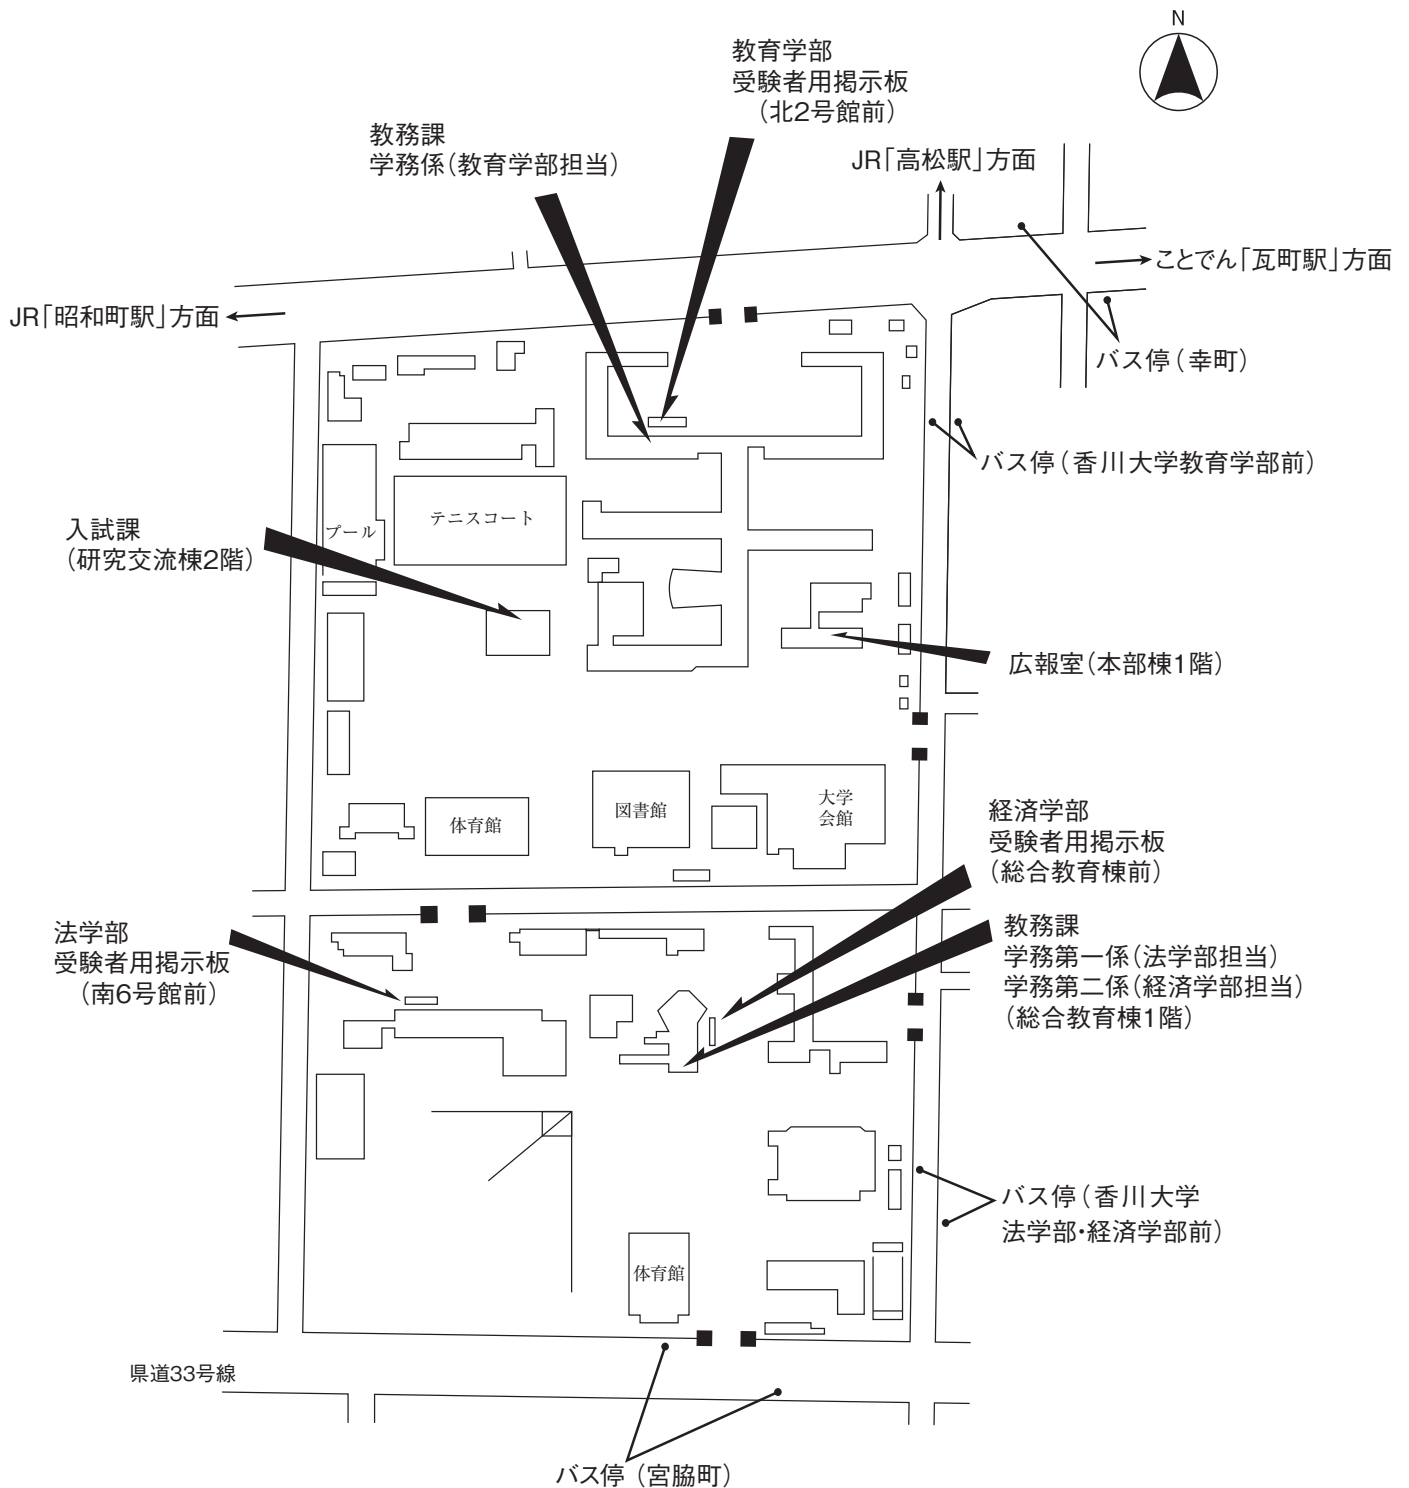 N
教育学部
受験者用掲示板
(北2号館前)
教務課
学務係(教育学部担当)
JR「高松駅」方面
ことでん「瓦町駅」方面
JR「昭和町駅」方面
バス停(幸町)
バス停(香川大学教育学部前)
プール
テニスコート
入試課
(研究交流棟2階)
広報室(本部棟1階)
体育館
図書館
大学
会館
経済学部
受験者用掲示板
(総合教育棟前)
法学部
受験者用掲示板
(南6号館前)
教務課
学務第一係(法学部担当)
学務第二係(経済学部担当)
(総合教育棟1階)
バス停(香川大学
法学部・経済学部前)
体育館
県道33号線
バス停(宮脇町)